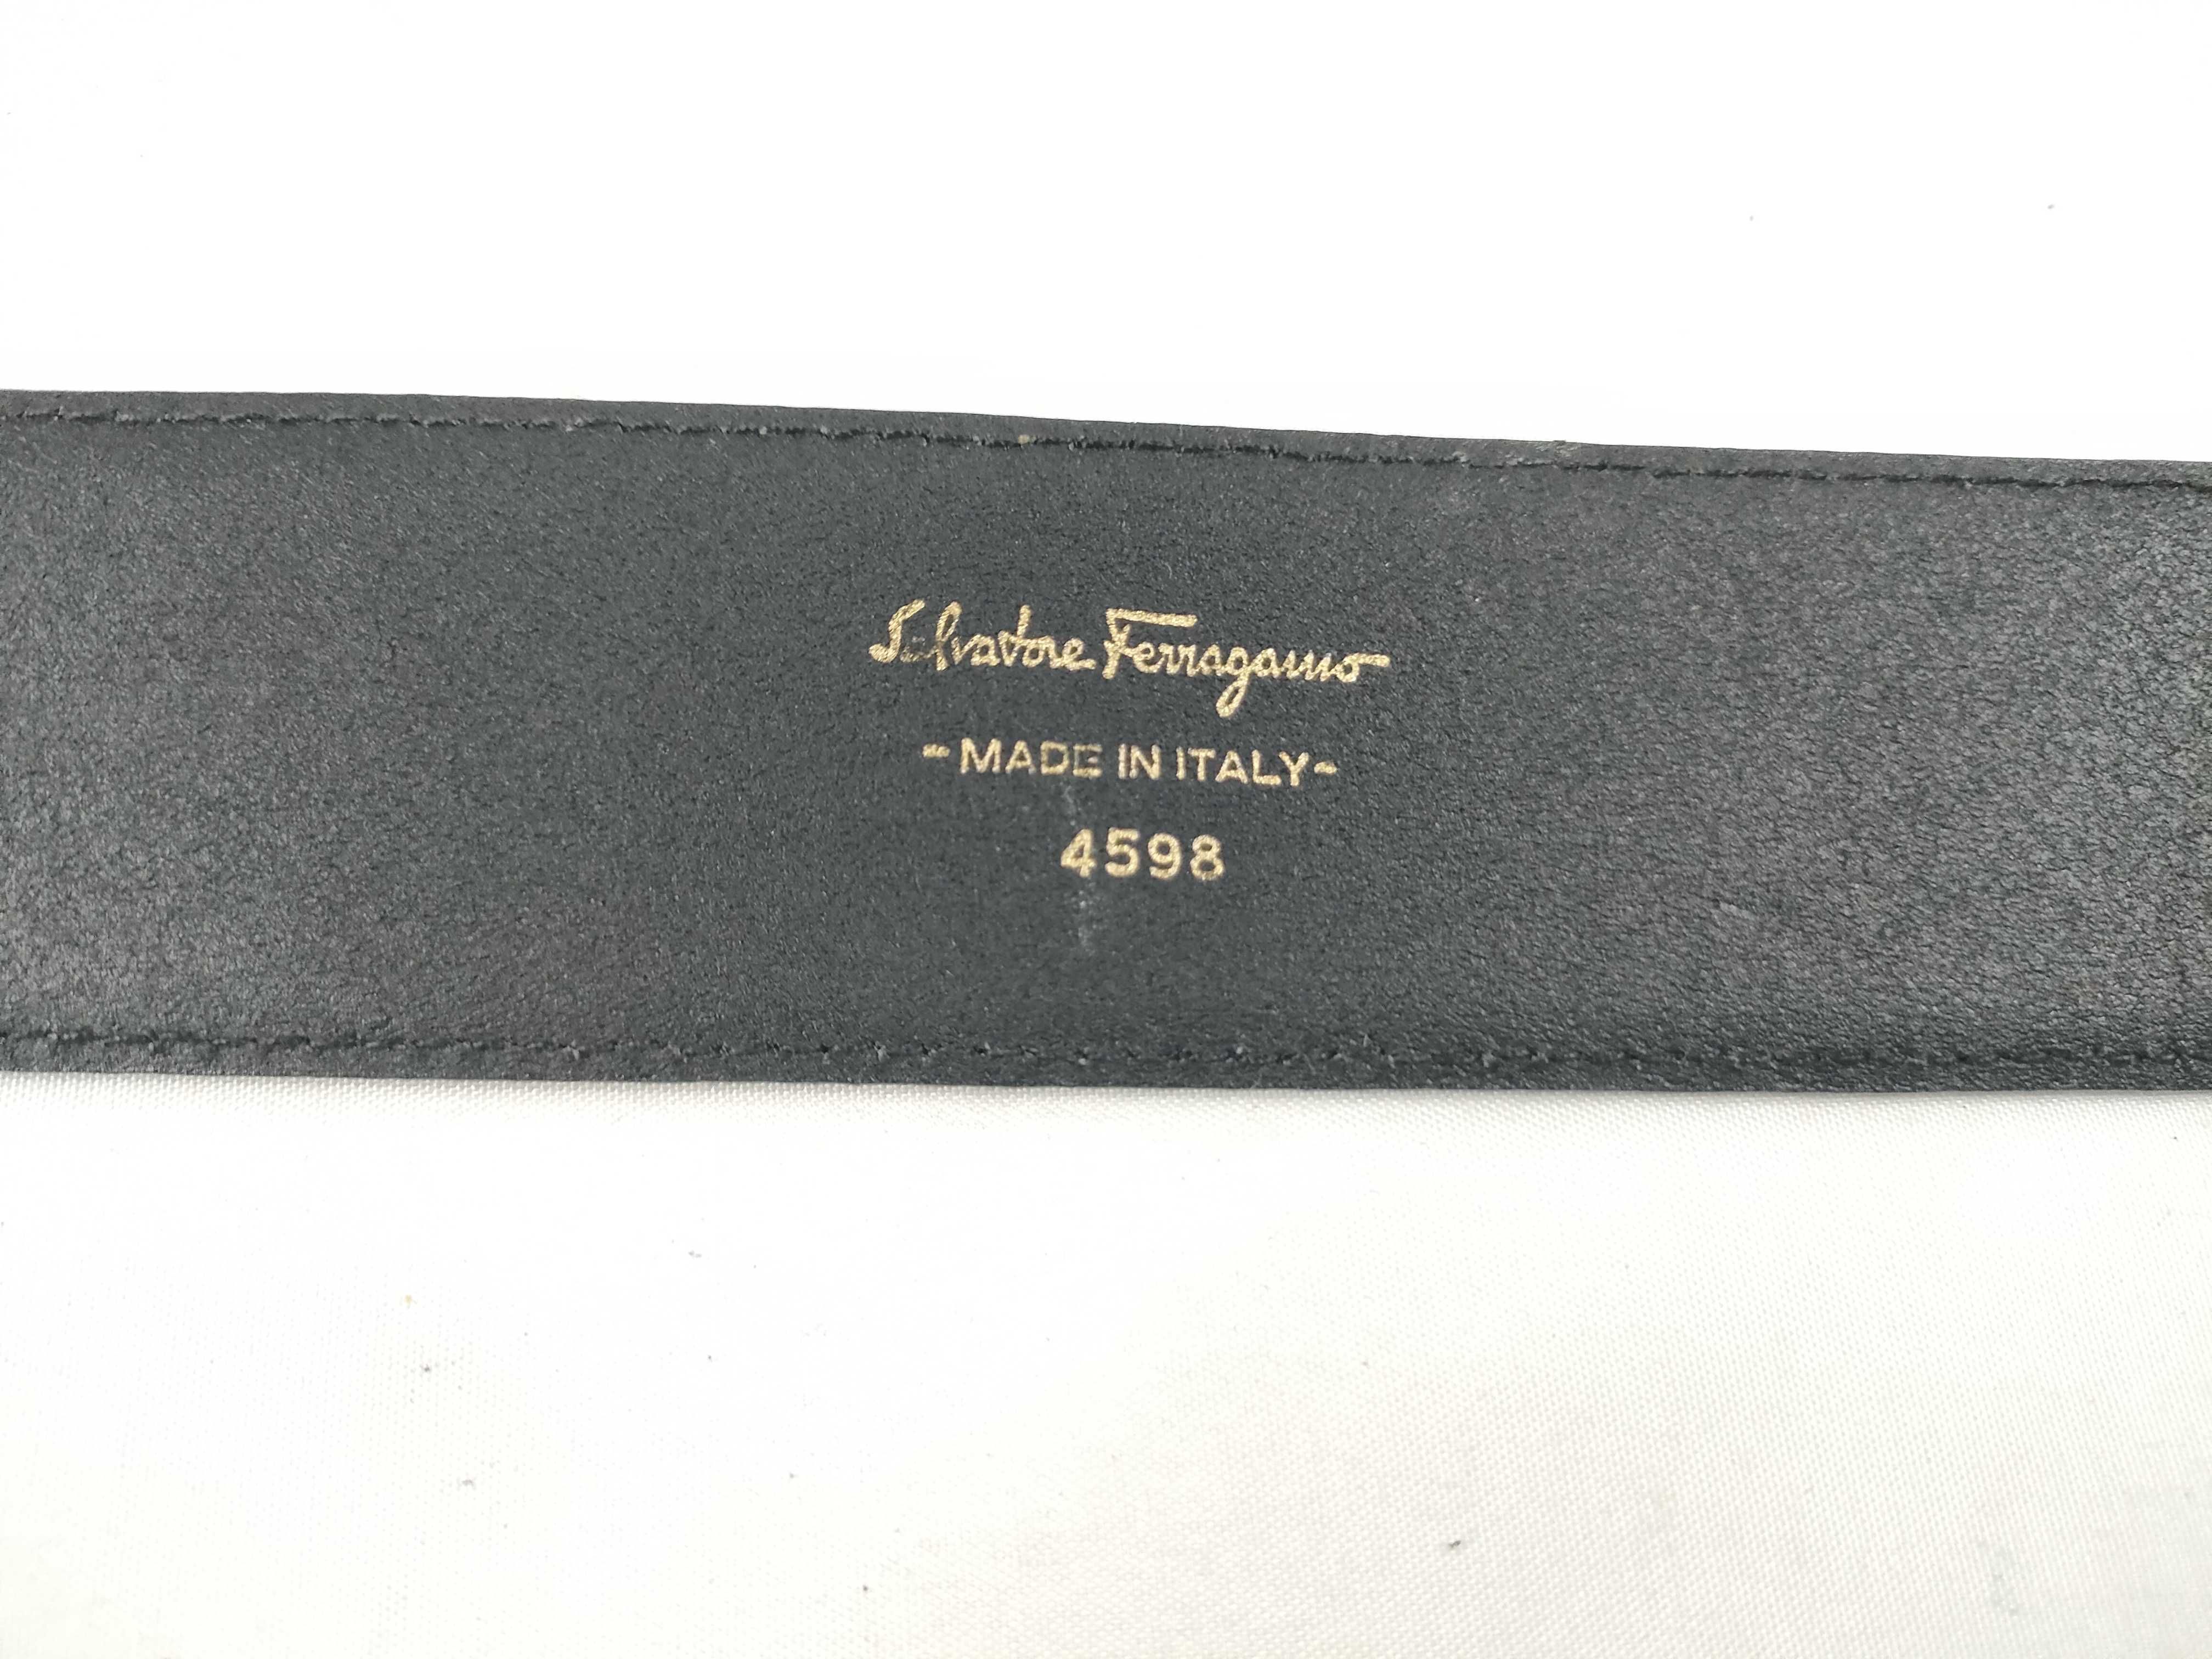 Salvatore Ferragamo
- MADE IN ITALY -
4598